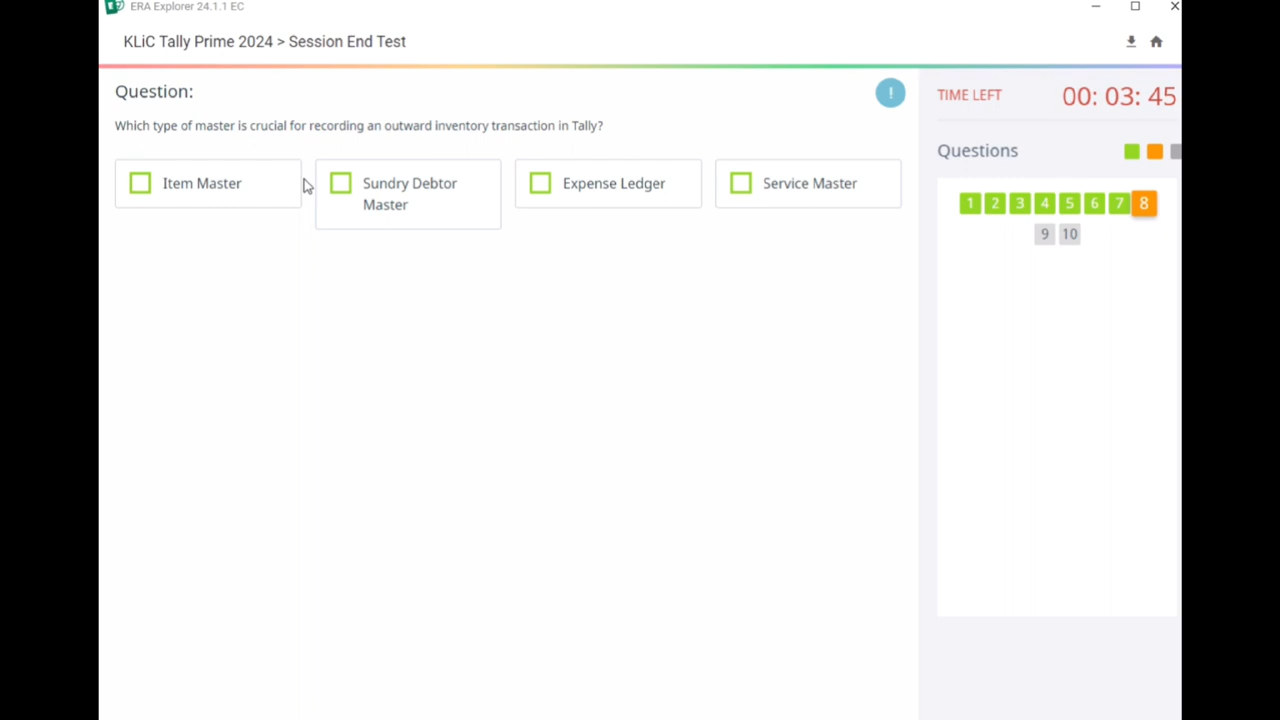 ERA Explorer 24.1.1 EC
KLiC Tally Prime 2024 > Session End Test
Question:
!
TIME LEFT 00: 03: 45
Which type of master is crucial for recording an outward inventory transaction in Tally?
Questions
Item Master
Sundry Debtor
Master
Expense Ledger
Service Master
1 2 3 4 5 6 7 8
9 10